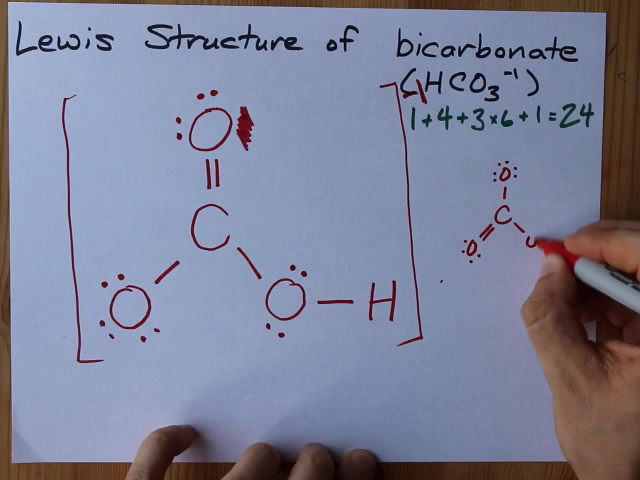 Lewis Structure of bicarbonate
(HCO₃⁻¹)
1+4+3×6+1=24
O
O
C
C
O
O
O
H